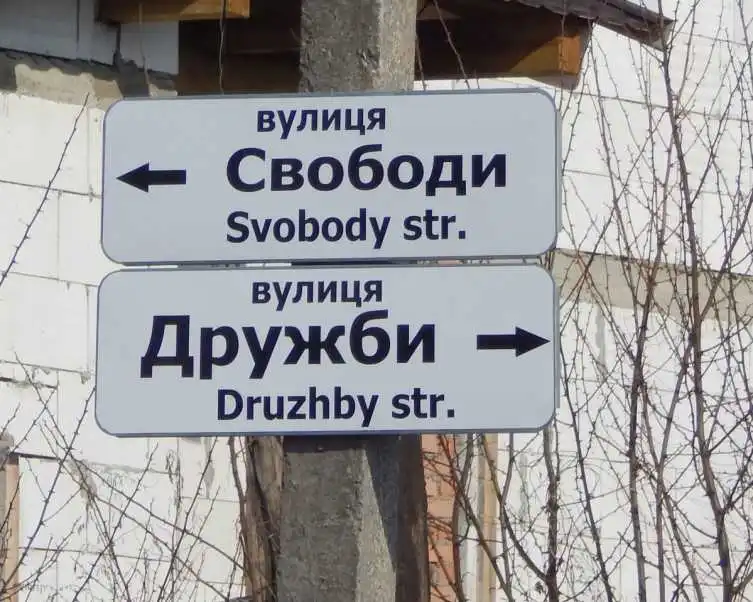 вулиця
Свободи
Svobody str.
вулиця
Дружби
Druzhby str.